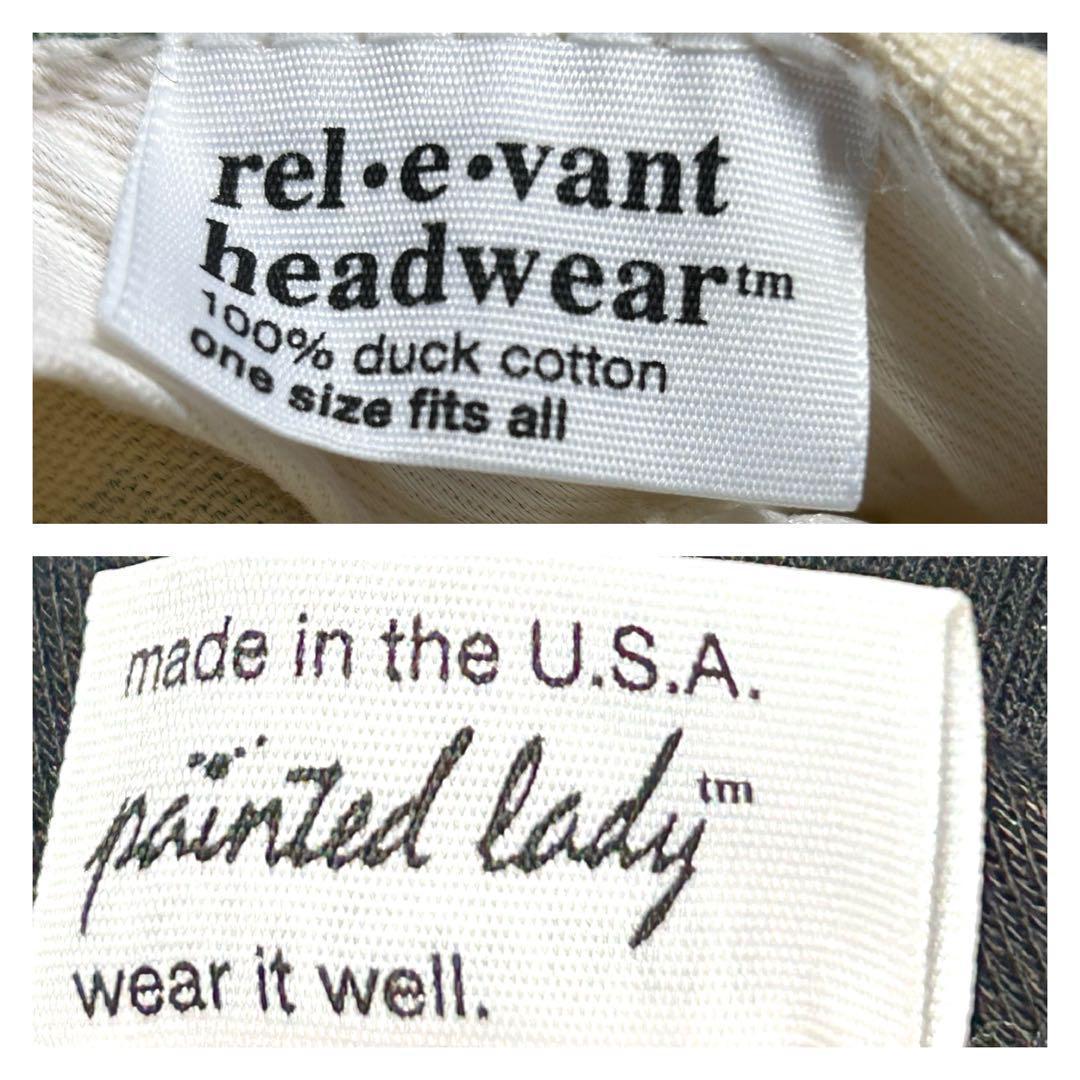 rel•e•vant
headwear™
100% duck cotton
one size fits all
made in the U.S.A.
painted lady™
wear it well.